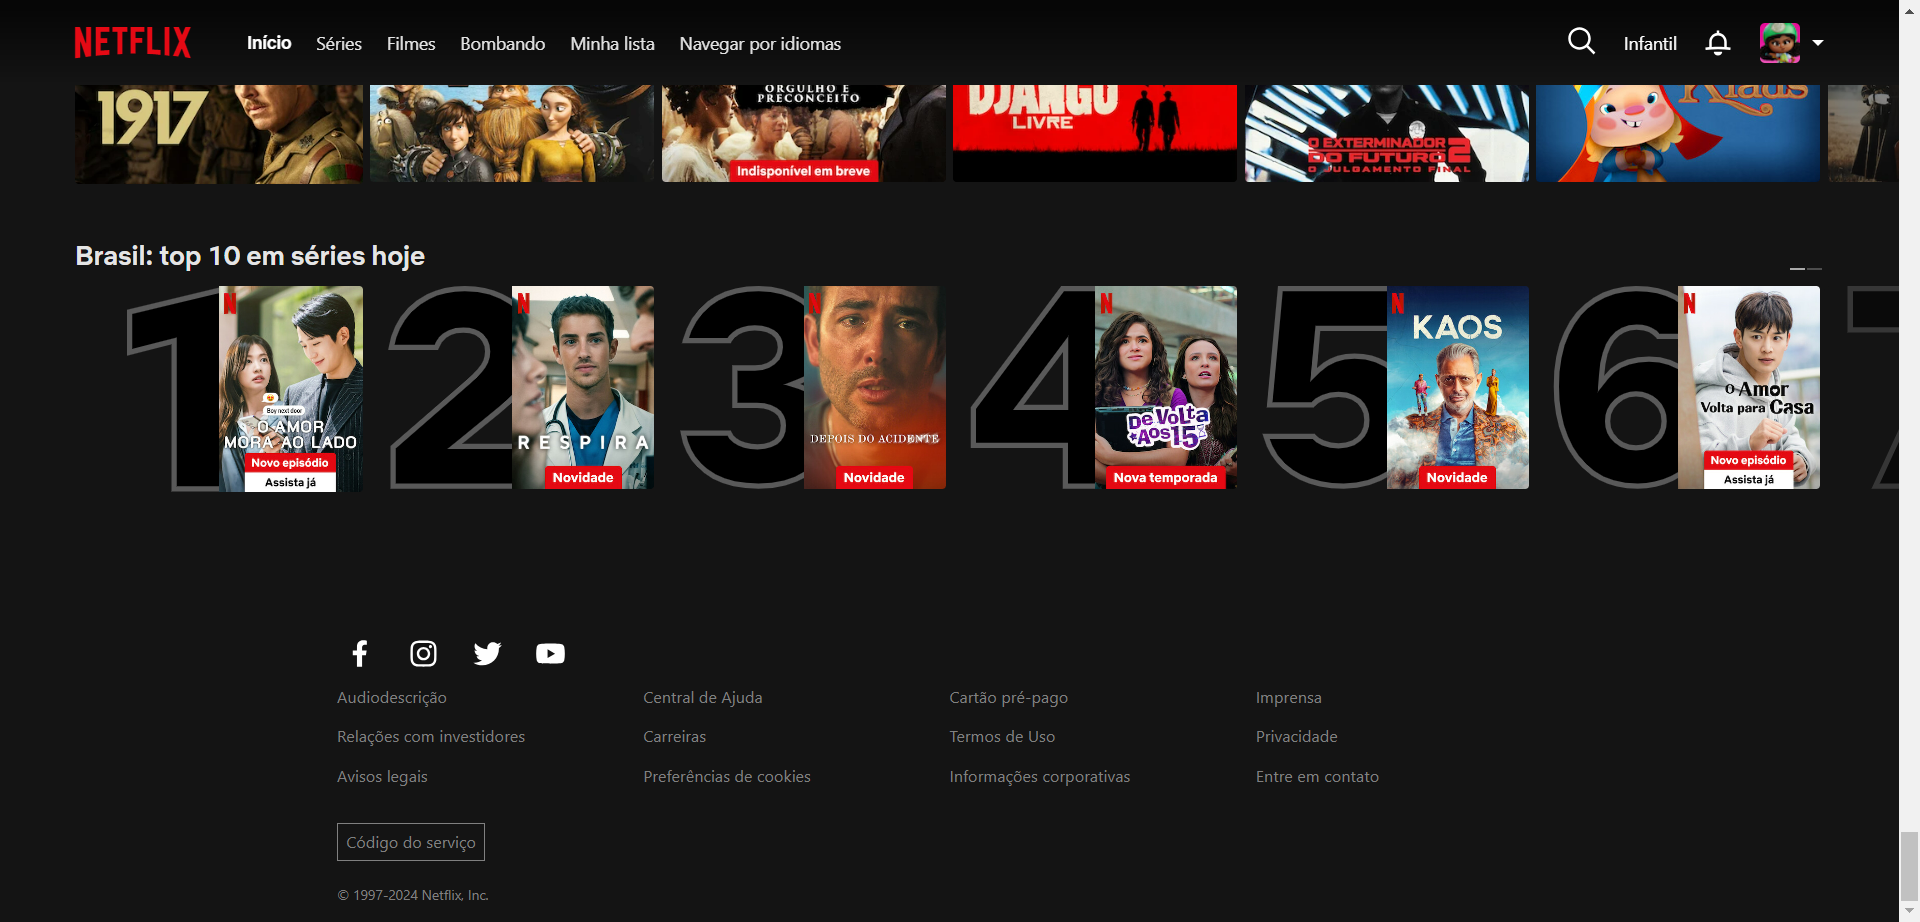 NETFLIX
Início
Séries
Filmes
Bombando
Minha lista
Navegar por idiomas
Infantil
1917
ORGULHO E
PRECONCEITO
Indisponível em breve
DJANGO
LIVRE
O EXTERMINADOR
DO FUTURO 2
O JULGAMENTO FINAL
Klaus
Brasil: top 10 em séries hoje
1
N
Boy next door
O AMOR
MORA AO LADO
Novo episódio
Assista já
2
N
RESPIRA
Novidade
3
N
DEPOIS DO ACIDENTE
Novidade
4
N
De Volta
Aos 15
Nova temporada
5
N
KAOS
Novidade
6
N
O Amor
Volta para Casa
Novo episódio
Assista já
7
Audiodescrição
Central de Ajuda
Cartão pré-pago
Imprensa
Relações com investidores
Carreiras
Termos de Uso
Privacidade
Avisos legais
Preferências de cookies
Informações corporativas
Entre em contato
Código do serviço
© 1997-2024 Netflix, Inc.